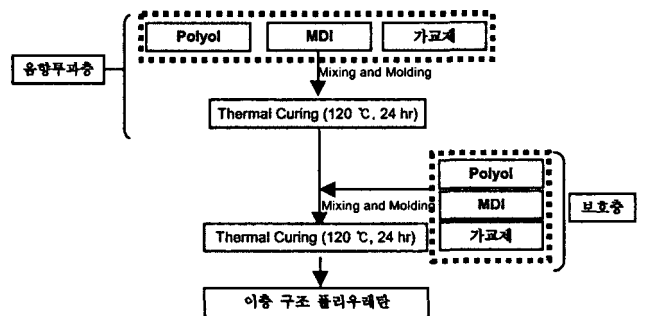 Polyol
MDI
가교제
음향투과층
Mixing and Molding
Thermal Curing (120 ℃, 24 hr)
Polyol
MDI
가교제
보호층
Mixing and Molding
Thermal Curing (120 ℃, 24 hr)
이층 구조 폴리우레탄